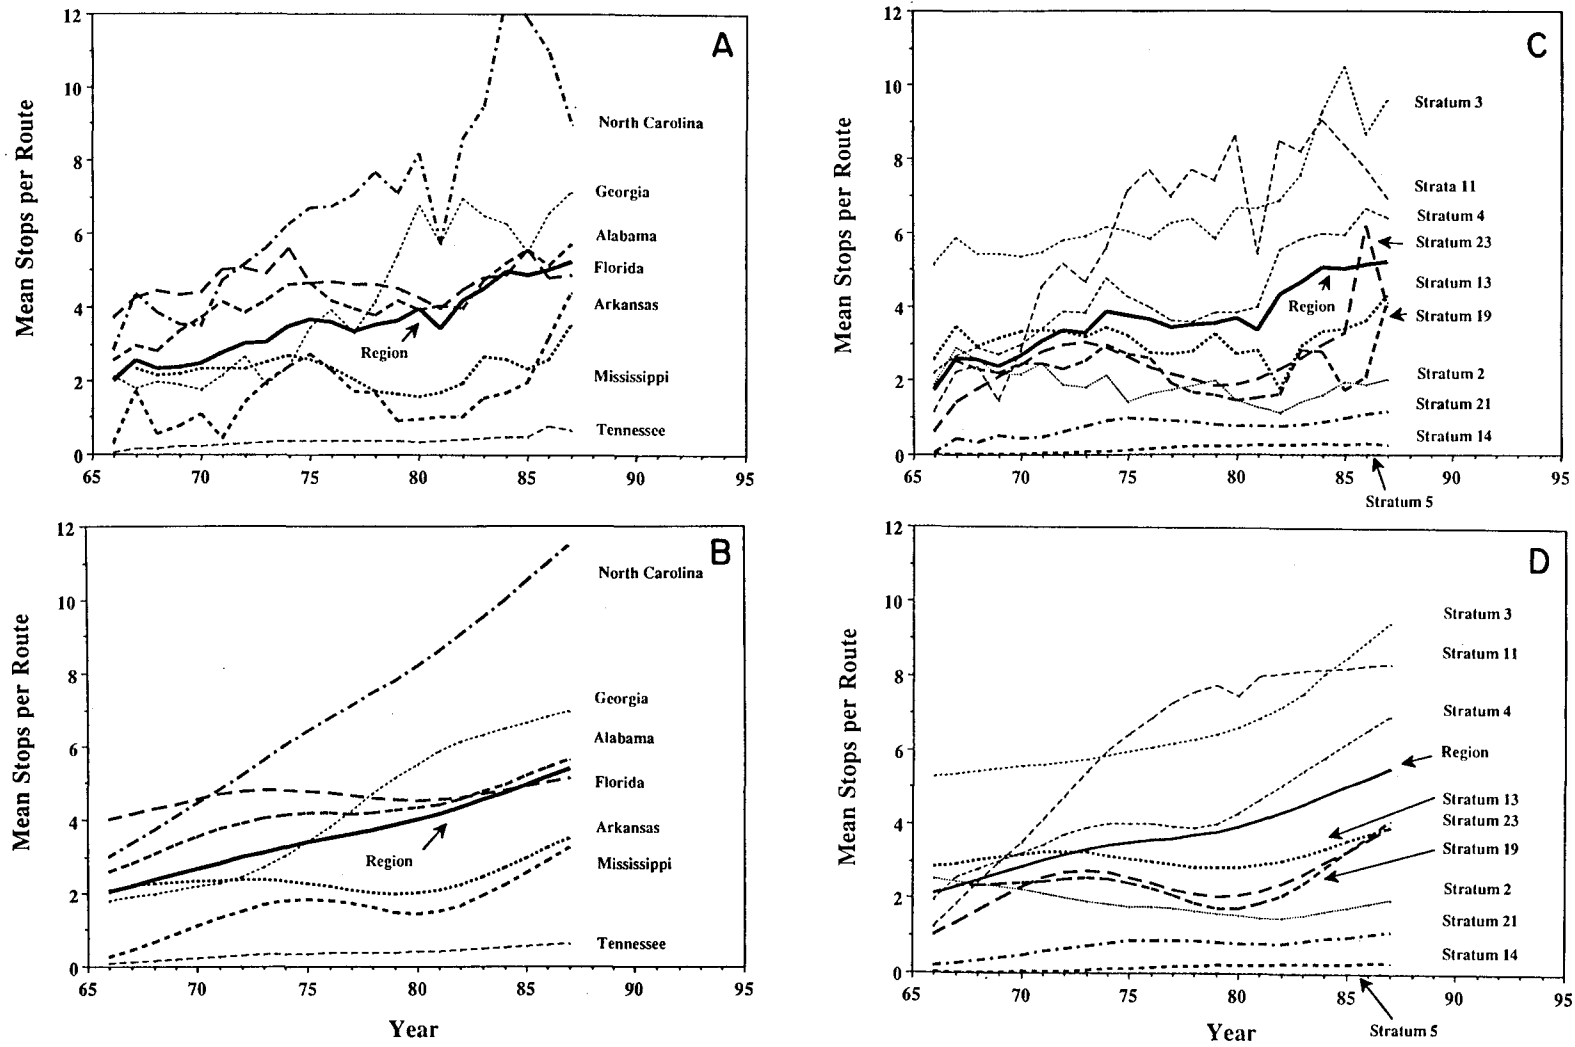 A
Mean Stops per Route
12
10
8
6
4
2
0
North Carolina
Georgia
Alabama
Florida
Arkansas
Mississippi
Tennessee
Region
65 70 75 80 85 90 95
C
Mean Stops per Route
12
10
8
6
4
2
0
Stratum 3
Strata 11
Stratum 4
Stratum 23
Stratum 13
Stratum 19
Stratum 2
Stratum 21
Stratum 14
Region
65 70 75 80 85 90 95
Stratum 5
B
Mean Stops per Route
12
10
8
6
4
2
0
North Carolina
Georgia
Alabama
Florida
Arkansas
Mississippi
Tennessee
Region
65 70 75 80 85 90 95
Year
D
Mean Stops per Route
12
10
8
6
4
2
0
Stratum 3
Stratum 11
Stratum 4
Region
Stratum 13
Stratum 23
Stratum 19
Stratum 2
Stratum 21
Stratum 14
65 70 75 80 85 90 95
Year
Stratum 5